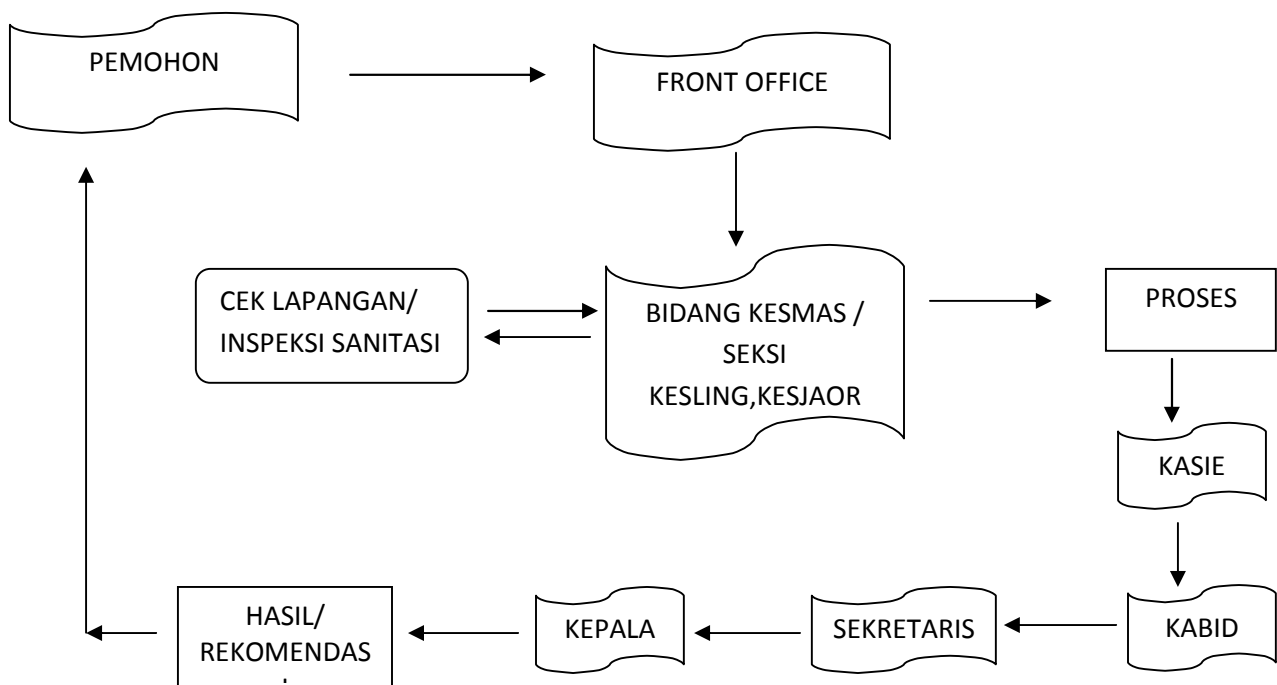 PEMOHON
FRONT OFFICE
CEK LAPANGAN/
INSPEKSI SANITASI
BIDANG KESMAS /
SEKSI
KESLING,KESJAOR
PROSES
KASIE
HASIL/
REKOMENDAS
KEPALA
SEKRETARIS
KABID